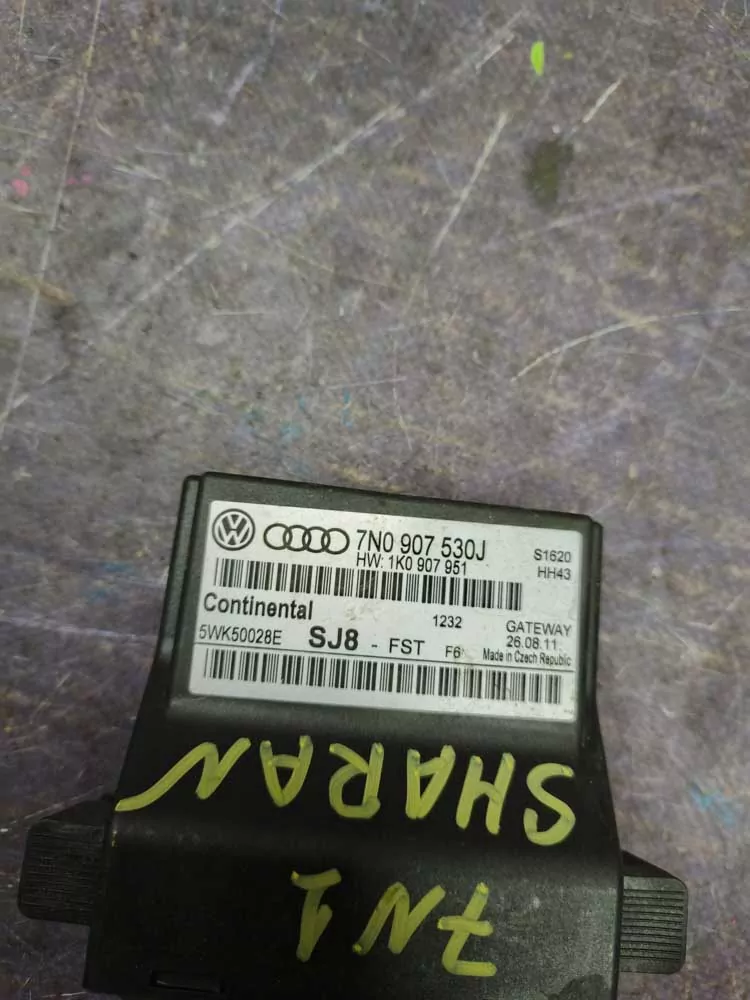 7N0 907 530J
HW: 1K0 907 951
S1620
HH43
Continental
1232
GATEWAY
5WK50028E SJ8 - FST
26.08.11
Made in Czech Republic
SHARAN
7N1